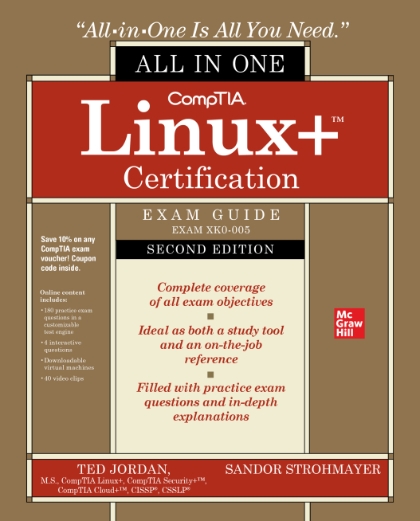 “All-in-One Is All You Need.”
ALL IN ONE
CompTIA
Linux+™
Certification
EXAM GUIDE
EXAM XK0-005
SECOND EDITION
Save 10% on any
CompTIA exam
voucher! Coupon
code inside.
Online content
includes:
• 180 practice exam
questions in a
customizable
test engine
• 4 interactive
questions
• Downloadable
virtual machines
• 40 video clips
Complete coverage
of all exam objectives
Ideal as both a study tool
and an on-the-job
reference
Filled with practice exam
questions and in-depth
explanations
Mc
Graw
Hill
TED JORDAN,
M.S., CompTIA Linux+, CompTIA Security+™,
CompTIA Cloud+™, CISSP®, CSSLP®
SANDOR STROHMAYER